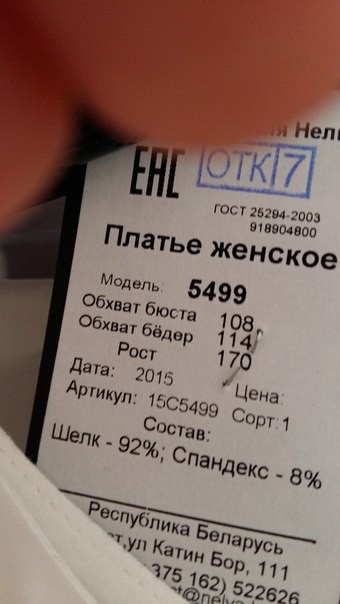 Нели
ЕАС ОТК 7
ГОСТ 25294-2003
918904800
Платье женское
Модель: 5499
Обхват бюста 108
Обхват бёдер 114
Рост 170
Дата: 2015 Цена:
Артикул: 15С5499 Сорт:1
Состав:
Шелк - 92%; Спандекс - 8%
Республика Беларусь
ул Катин Бор, 111
375 162) 522626